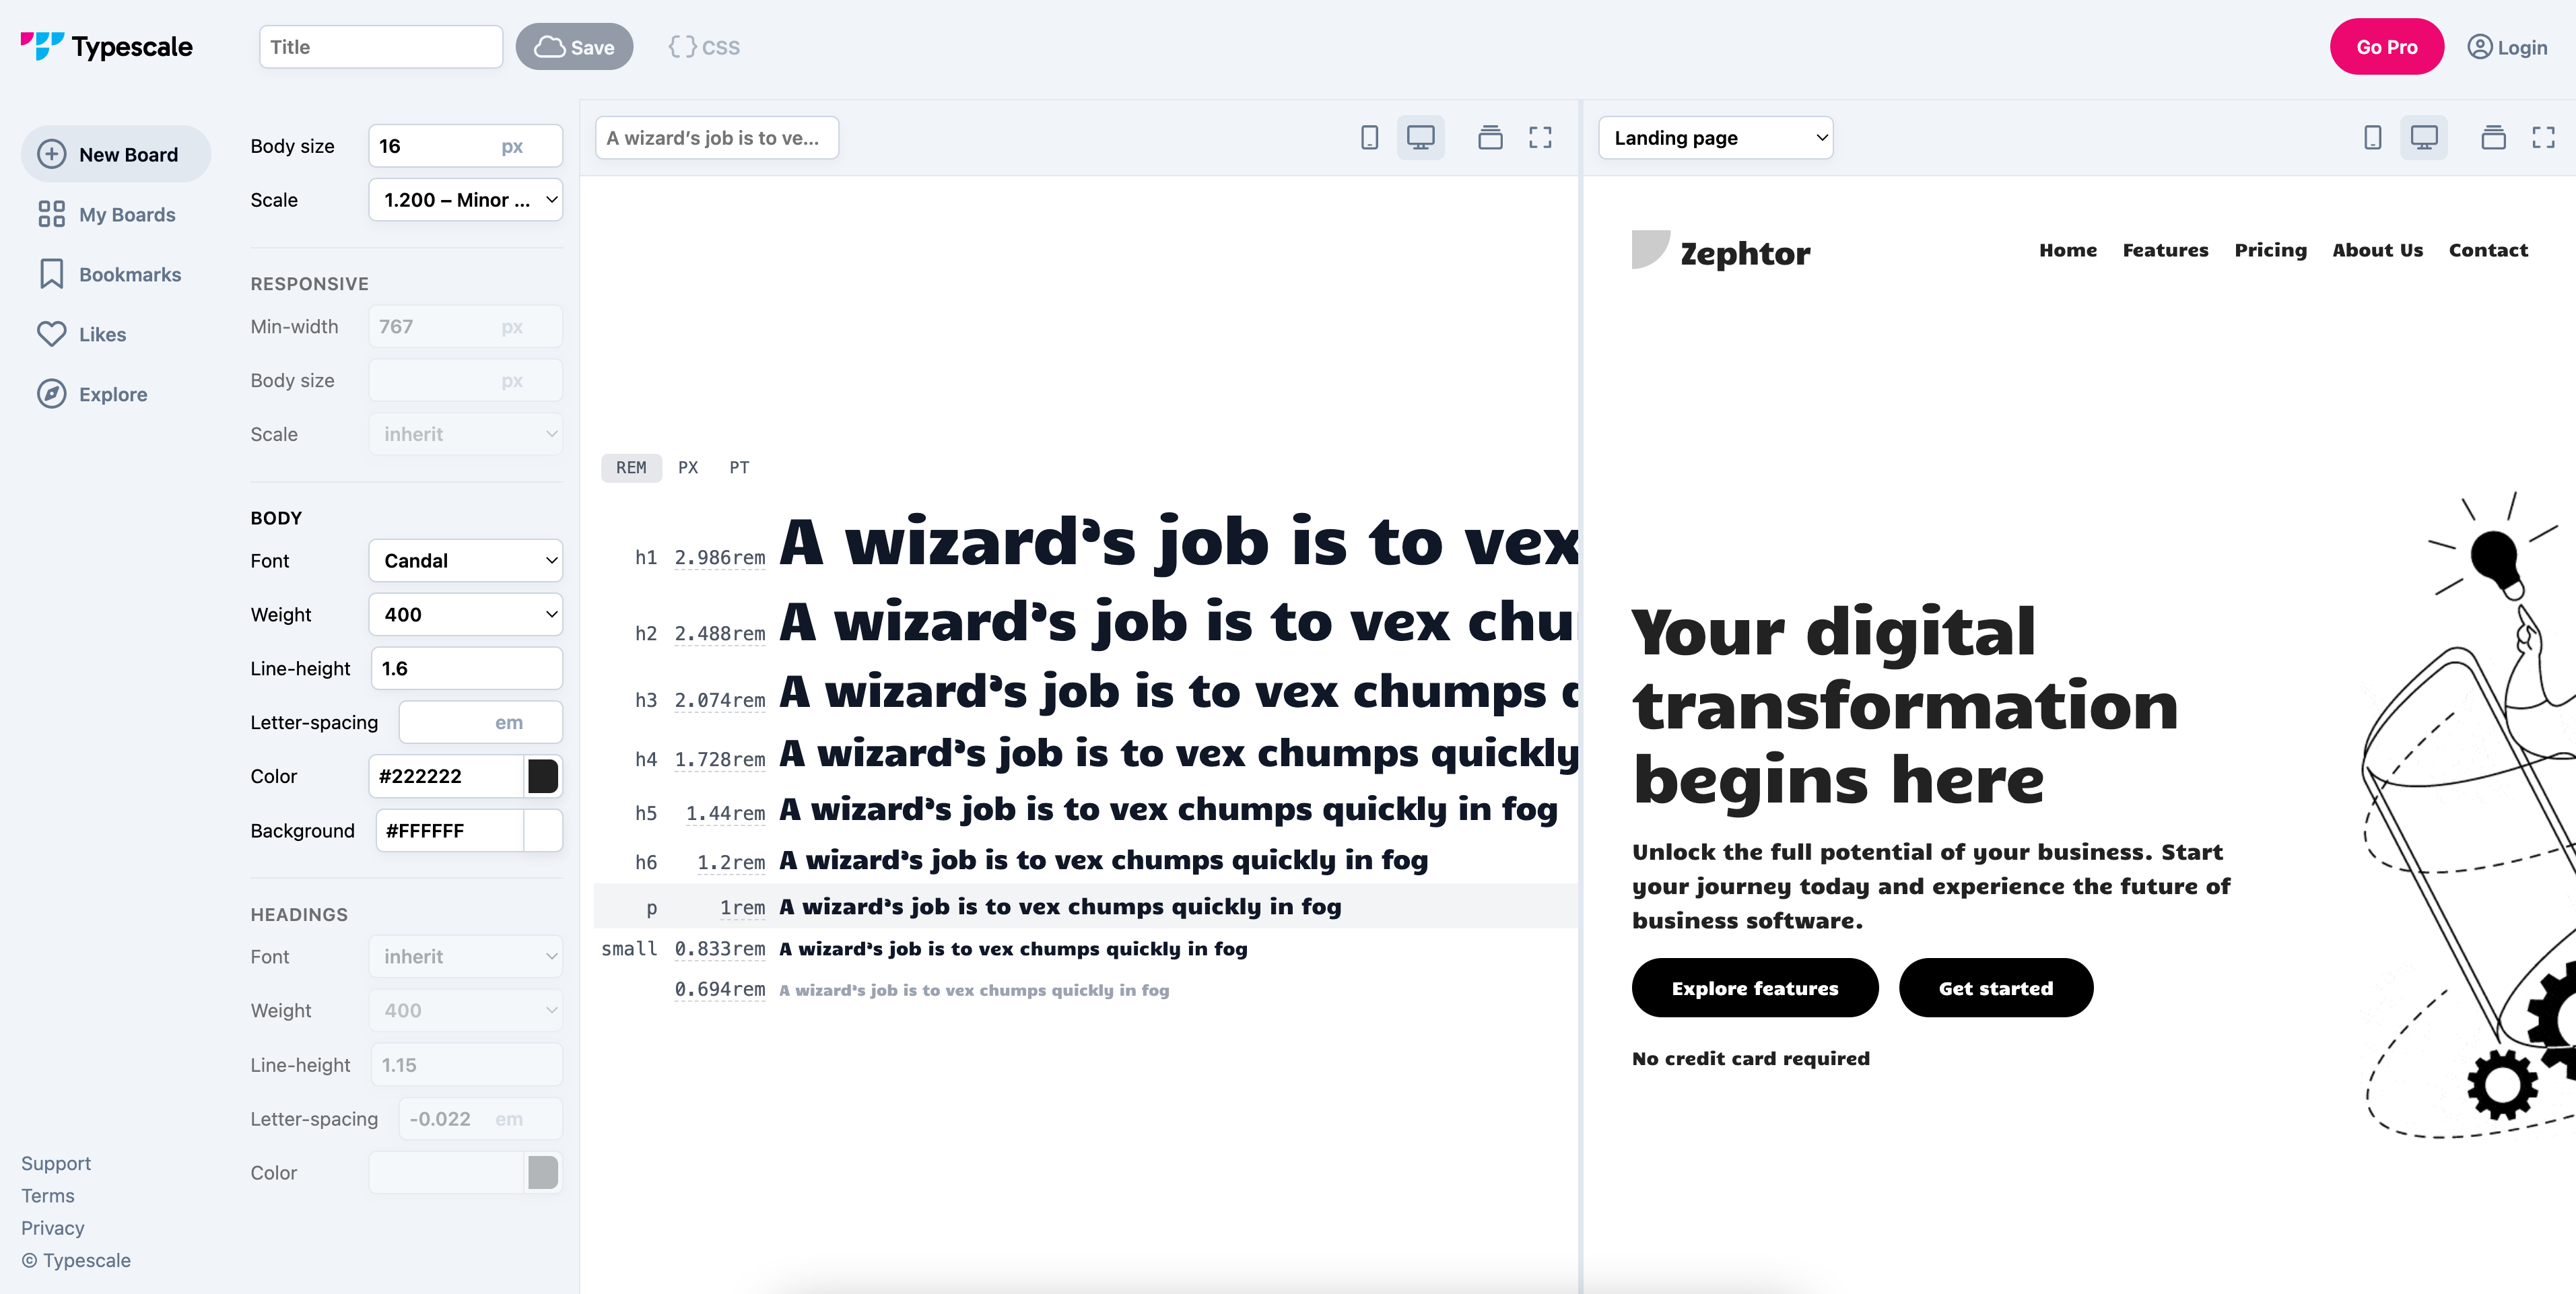 Typescale
Title
Save
{} CSS
Go Pro
Login
New Board
My Boards
Bookmarks
Likes
Explore
Support
Terms
Privacy
© Typescale
Body size 16 px
Scale 1.200 – Minor ...
RESPONSIVE
Min-width 767 px
Body size px
Scale inherit
BODY
Font Candal
Weight 400
Line-height 1.6
Letter-spacing em
Color #222222
Background #FFFFFF
HEADINGS
Font inherit
Weight 400
Line-height 1.15
Letter-spacing -0.022 em
Color
A wizard’s job is to ve...
REM PX PT
h1 2.986rem A wizard’s job is to vex
h2 2.488rem A wizard’s job is to vex chu
h3 2.074rem A wizard’s job is to vex chumps
h4 1.728rem A wizard’s job is to vex chumps quickly
h5 1.44rem A wizard’s job is to vex chumps quickly in fog
h6 1.2rem A wizard’s job is to vex chumps quickly in fog
p 1rem A wizard’s job is to vex chumps quickly in fog
small 0.833rem A wizard’s job is to vex chumps quickly in fog
0.694rem A wizard’s job is to vex chumps quickly in fog
Landing page
Zephtor
Home Features Pricing About Us Contact
Your digital
transformation
begins here
Unlock the full potential of your business. Start
your journey today and experience the future of
business software.
Explore features
Get started
No credit card required